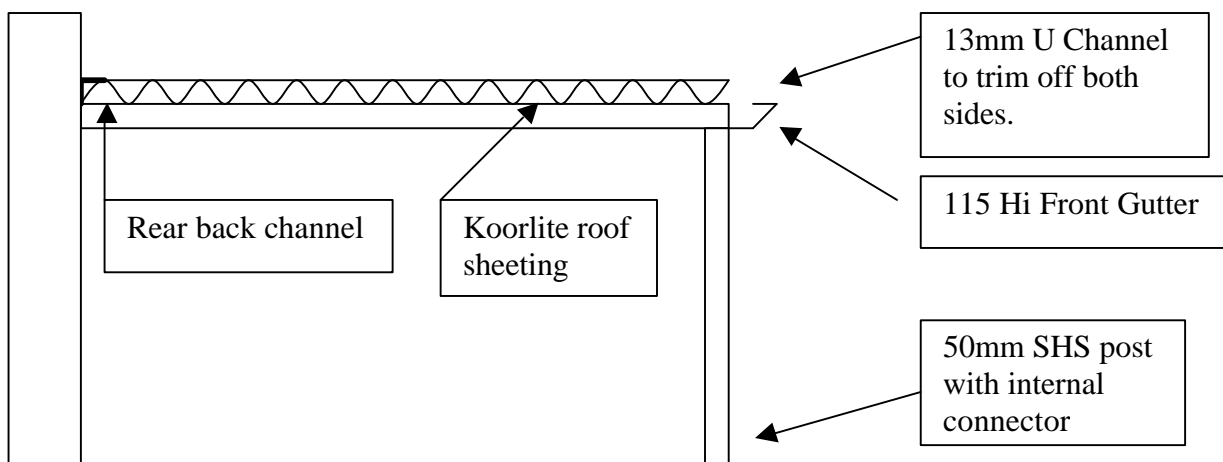 13mm U Channel
to trim off both
sides.
115 Hi Front Gutter
Rear back channel
Koorlite roof
sheeting
50mm SHS post
with internal
connector